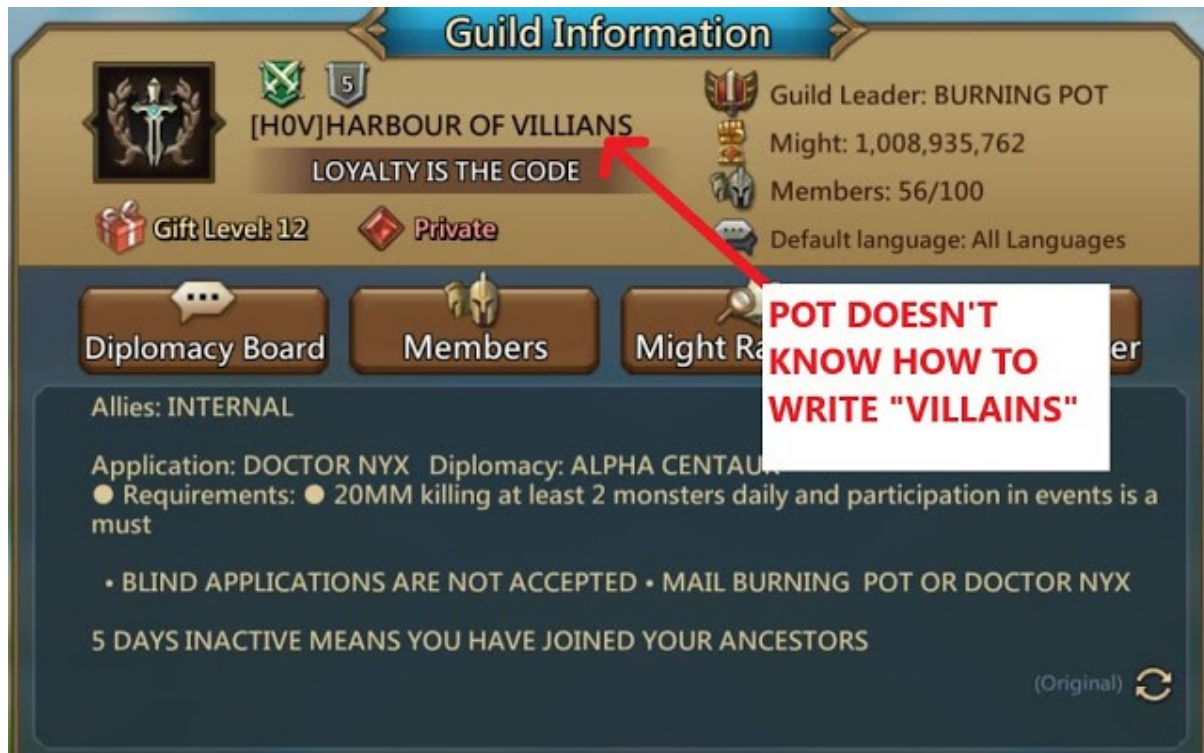 Guild Information
5
[H0V]HARBOUR OF VILLIANS
LOYALTY IS THE CODE
Gift Level: 12
Private
Guild Leader: BURNING POT
Might: 1,008,935,762
Members: 56/100
Default language: All Languages
Diplomacy Board
Members
Might
er
POT DOESN'T
KNOW HOW TO
WRITE "VILLAINS"
Allies: INTERNAL
Application: DOCTOR NYX Diplomacy: ALPHA
● Requirements: ● 20MM killing at least 2 monsters daily and participation in events is a
must
• BLIND APPLICATIONS ARE NOT ACCEPTED • MAIL BURNING POT OR DOCTOR NYX
5 DAYS INACTIVE MEANS YOU HAVE JOINED YOUR ANCESTORS
(Original)